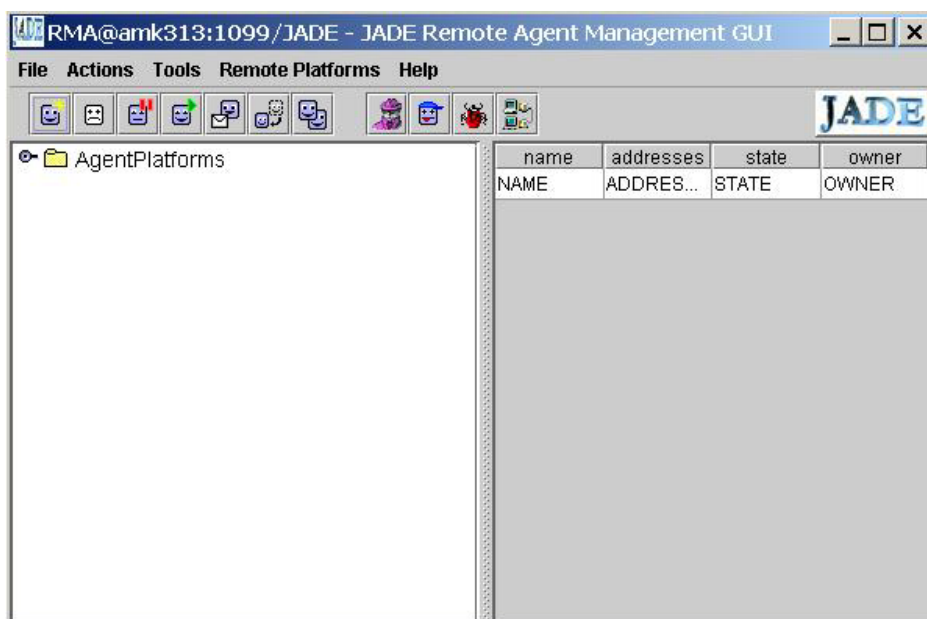 RMA@amk313:1099/JADE - JADE Remote Agent Management GUI
File Actions Tools Remote Platforms Help
JADE
AgentPlatforms
name addresses state owner
NAME ADDRES... STATE OWNER